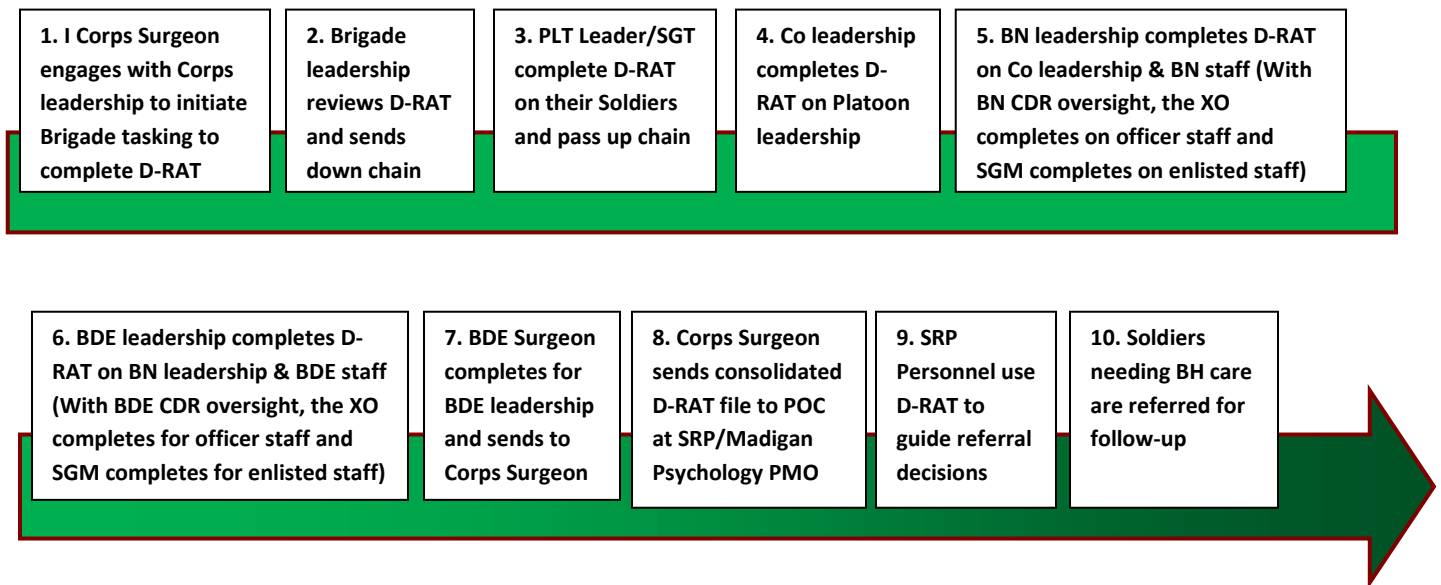 1. I Corps Surgeon
engages with Corps
leadership to initiate
Brigade tasking to
complete D-RAT
2. Brigade
leadership
reviews D-RAT
and sends
down chain
3. PLT Leader/SGT
complete D-RAT
on their Soldiers
and pass up chain
4. Co leadership
completes D-
RAT on Platoon
leadership
5. BN leadership completes D-RAT
on Co leadership & BN staff (With
BN CDR oversight, the XO
completes on officer staff and
SGM completes on enlisted staff)
6. BDE leadership completes D-
RAT on BN leadership & BDE staff
(With BDE CDR oversight, the XO
completes for officer staff and
SGM completes for enlisted staff)
7. BDE Surgeon
completes for
BDE leadership
and sends to
Corps Surgeon
8. Corps Surgeon
sends consolidated
D-RAT file to POC
at SRP/Madigan
Psychology PMO
9. SRP
Personnel use
D-RAT to
guide referral
decisions
10. Soldiers
needing BH care
are referred for
follow-up